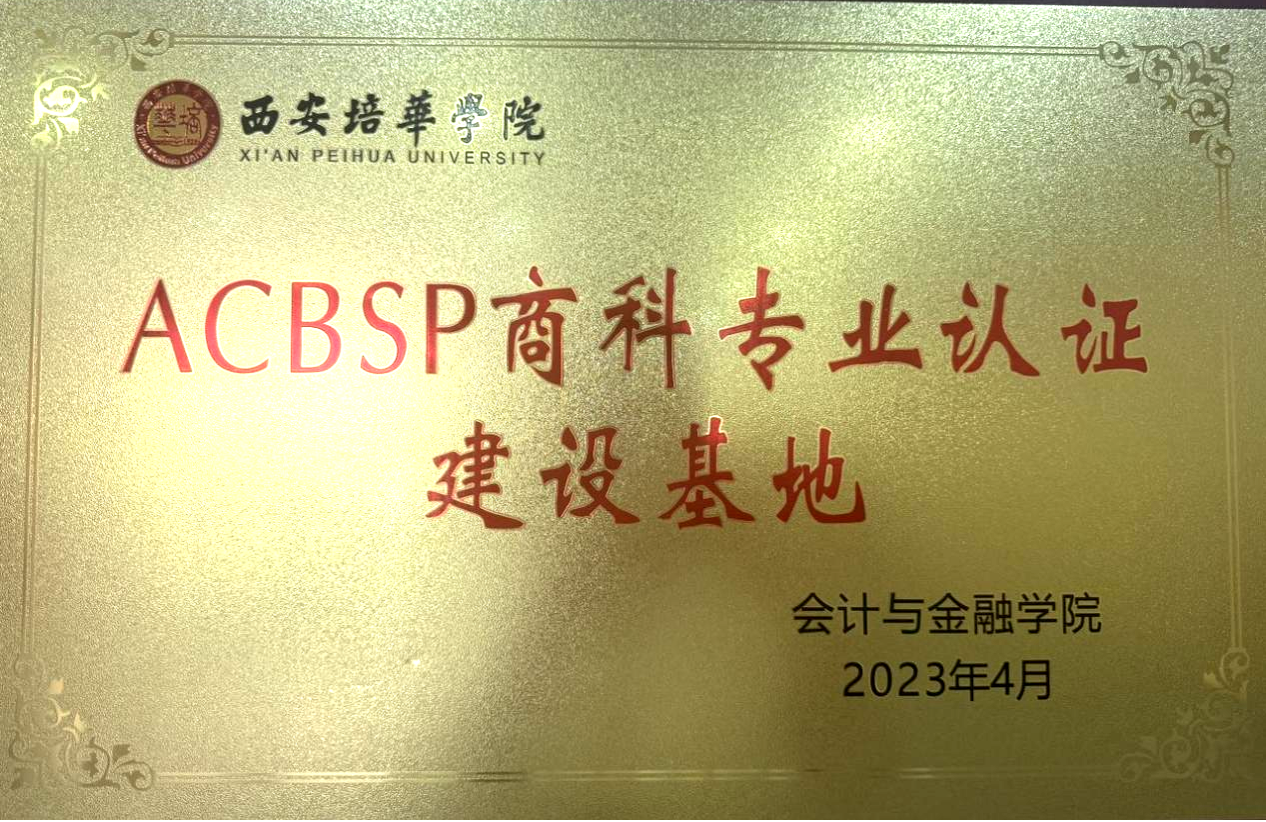 西安培華學院
XI'AN PEIHUA UNIVERSITY
ACBSP商科专业认证
建设基地
会计与金融学院
2023年4月